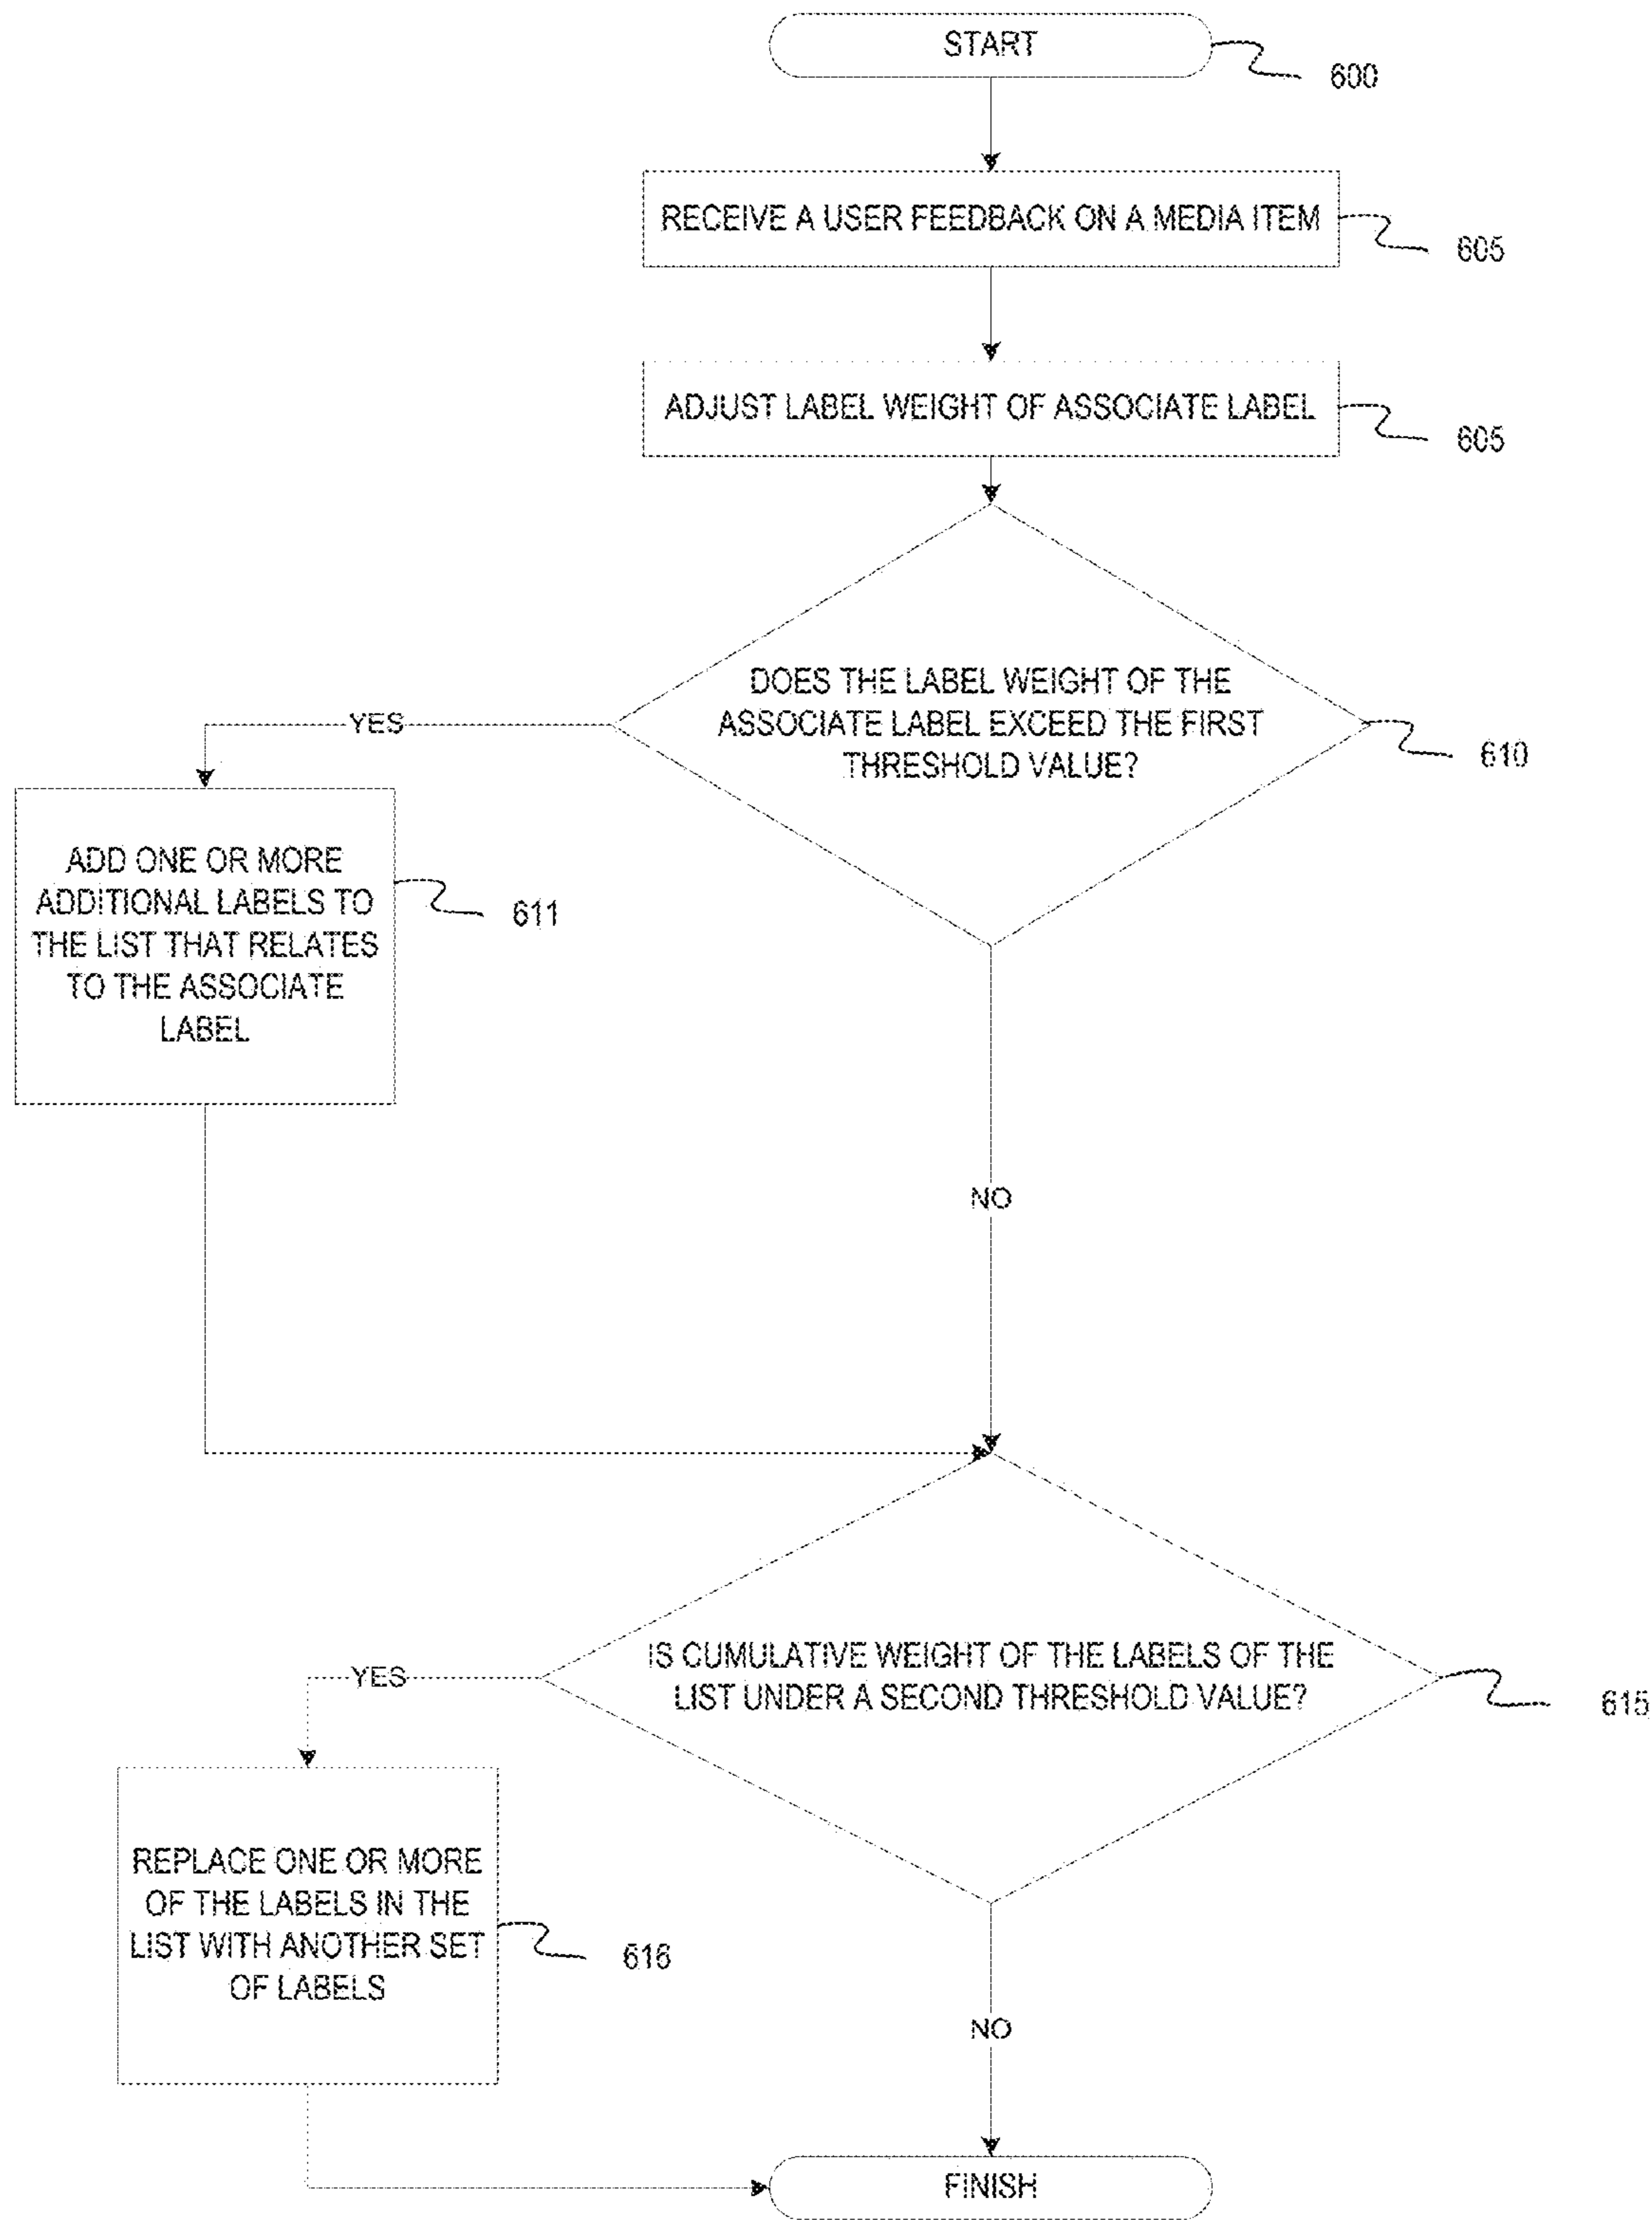 START
600
RECEIVE A USER FEEDBACK ON A MEDIA ITEM
605
ADJUST LABEL WEIGHT OF ASSOCIATE LABEL
605
DOES THE LABEL WEIGHT OF THE
ASSOCIATE LABEL EXCEED THE FIRST
THRESHOLD VALUE?
610
YES
ADD ONE OR MORE
ADDITIONAL LABELS TO
THE LIST THAT RELATES
TO THE ASSOCIATE
LABEL
611
NO
IS CUMULATIVE WEIGHT OF THE LABELS OF THE
LIST UNDER A SECOND THRESHOLD VALUE?
615
YES
REPLACE ONE OR MORE
OF THE LABELS IN THE
LIST WITH ANOTHER SET
OF LABELS
616
NO
FINISH